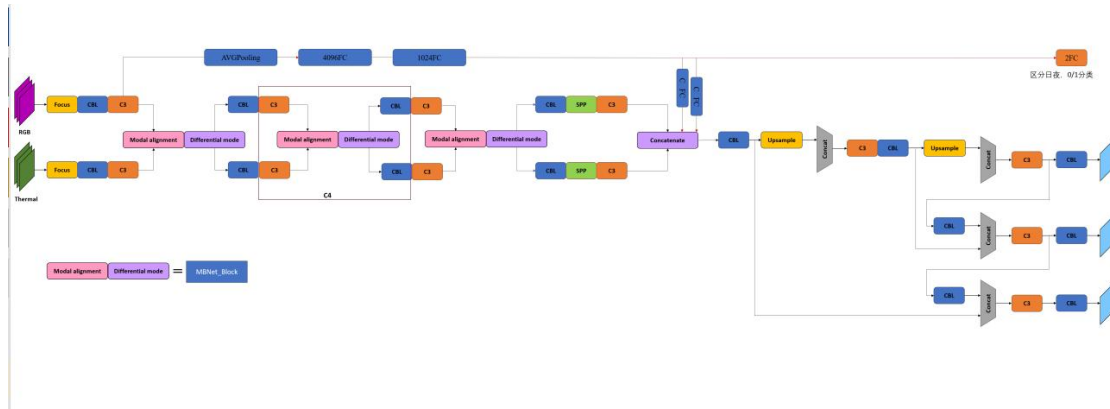 AVGPooling
4096FC
1024FC
2FC
区分日夜，0/1分类
C_FC
C_FC
RGB
Focus
CBL
C3
Modal alignment
Differential mode
CBL
C3
Modal alignment
Differential mode
CBL
C3
Modal alignment
Differential mode
CBL
SPP
C3
Concatenate
CBL
Upsample
Concat
C3
CBL
Upsample
Concat
C3
CBL
Thermal
Focus
CBL
C3
CBL
C3
CBL
C3
CBL
SPP
C3
C4
CBL
Concat
C3
CBL
CBL
Concat
C3
CBL
Modal alignment
Differential mode
=
MBNet_Block